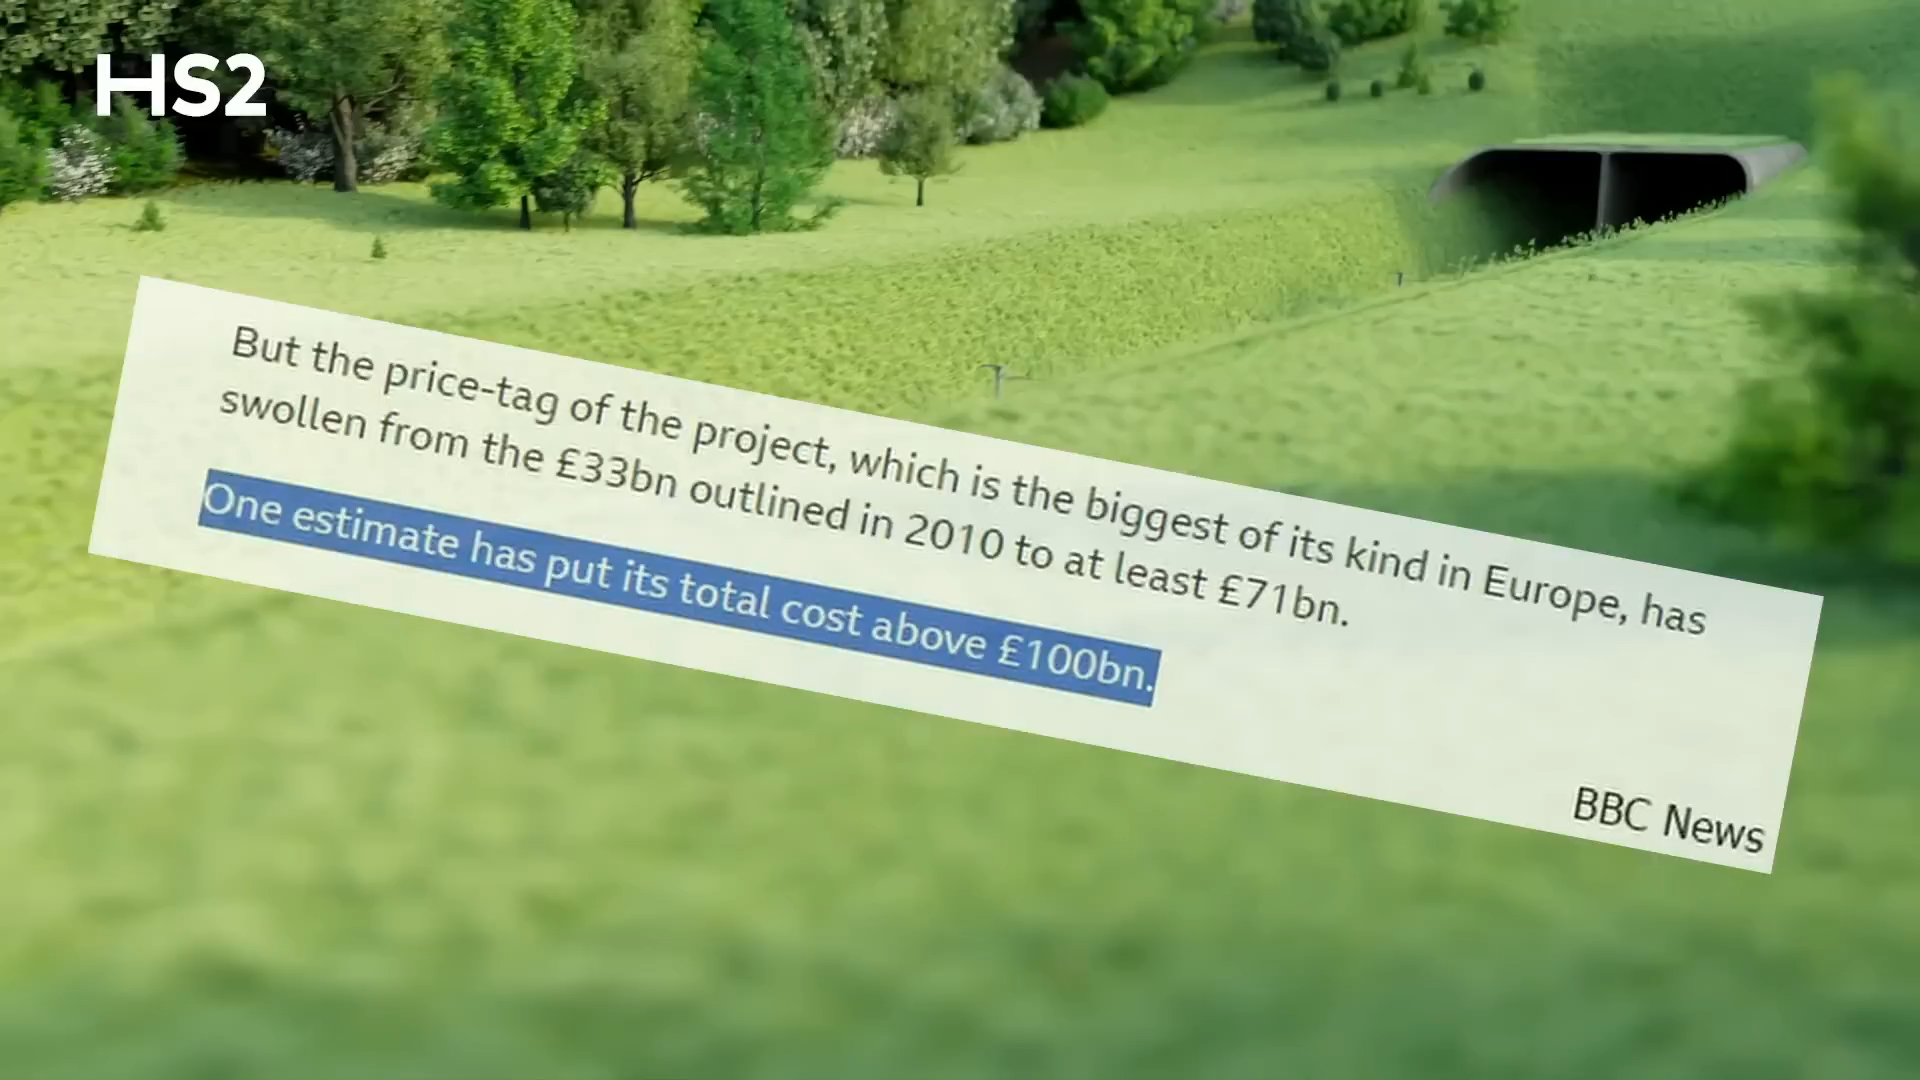 HS2
But the price-tag of the project, which is the biggest of its kind in Europe, has
swollen from the £33bn outlined in 2010 to at least £71bn.
One estimate has put its total cost above £100bn.
BBC News